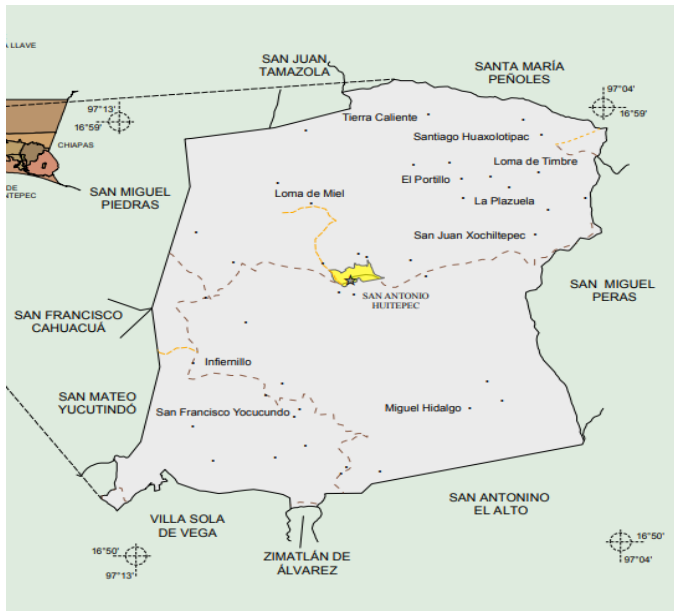 A LLAVE
SAN JUAN
TAMAZOLA
SANTA MARÍA
PEÑOLES
97°13'
16°59'
97°04'
16°59'
CHIAPAS
Tierra Caliente
Santiago Huaxolotipac
Loma de Timbre
SAN MIGUEL
PIEDRAS
DE
NTEPEC
Loma de Miel
El Portillo
La Plazuela
San Juan Xochiltepec
SAN ANTONIO
HUITEPEC
SAN MIGUEL
PERAS
SAN FRANCISCO
CAHUACUÁ
Infiernillo
SAN MATEO
YUCUTINDÓ
San Francisco Yocucundo
Miguel Hidalgo
VILLA SOLA
DE VEGA
SAN ANTONINO
EL ALTO
ZIMATLÁN DE
ÁLVAREZ
16°50'
97°13'
16°50'
97°04'